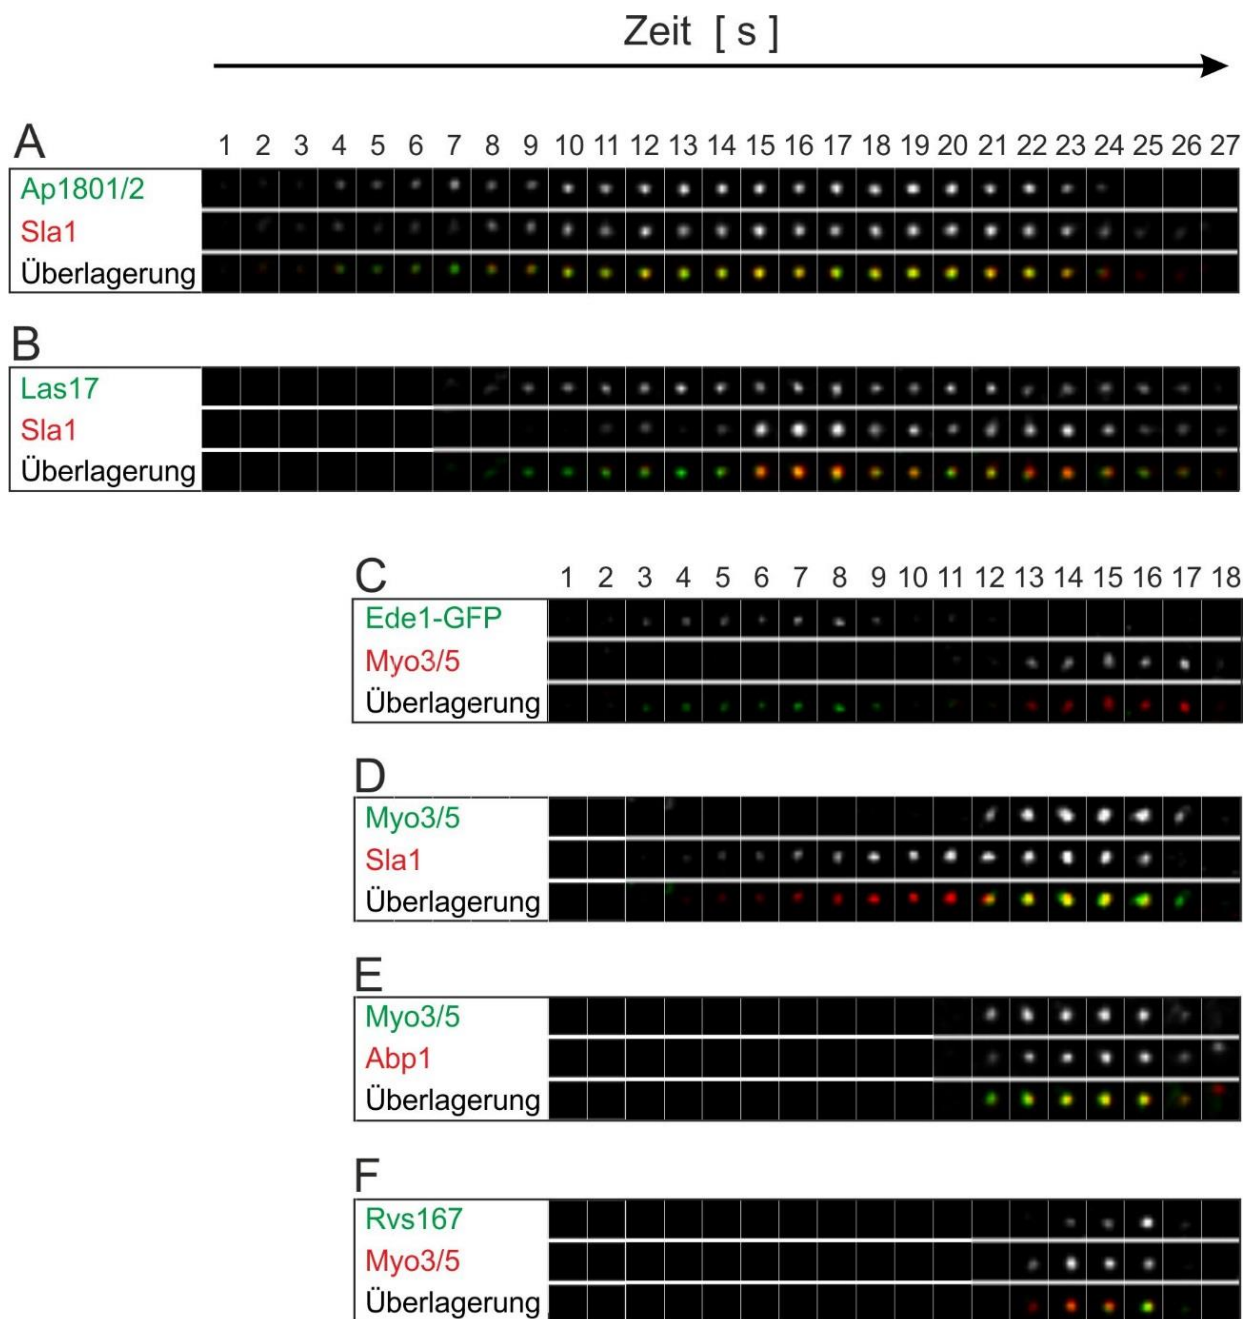 Zeit [ s ]
A
1 2 3 4 5 6 7 8 9 10 11 12 13 14 15 16 17 18 19 20 21 22 23 24 25 26 27
Ap1801/2
Sla1
Überlagerung
B
Las17
Sla1
Überlagerung
C
1 2 3 4 5 6 7 8 9 10 11 12 13 14 15 16 17 18
Ede1-GFP
Myo3/5
Überlagerung
D
Myo3/5
Sla1
Überlagerung
E
Myo3/5
Abp1
Überlagerung
F
Rvs167
Myo3/5
Überlagerung